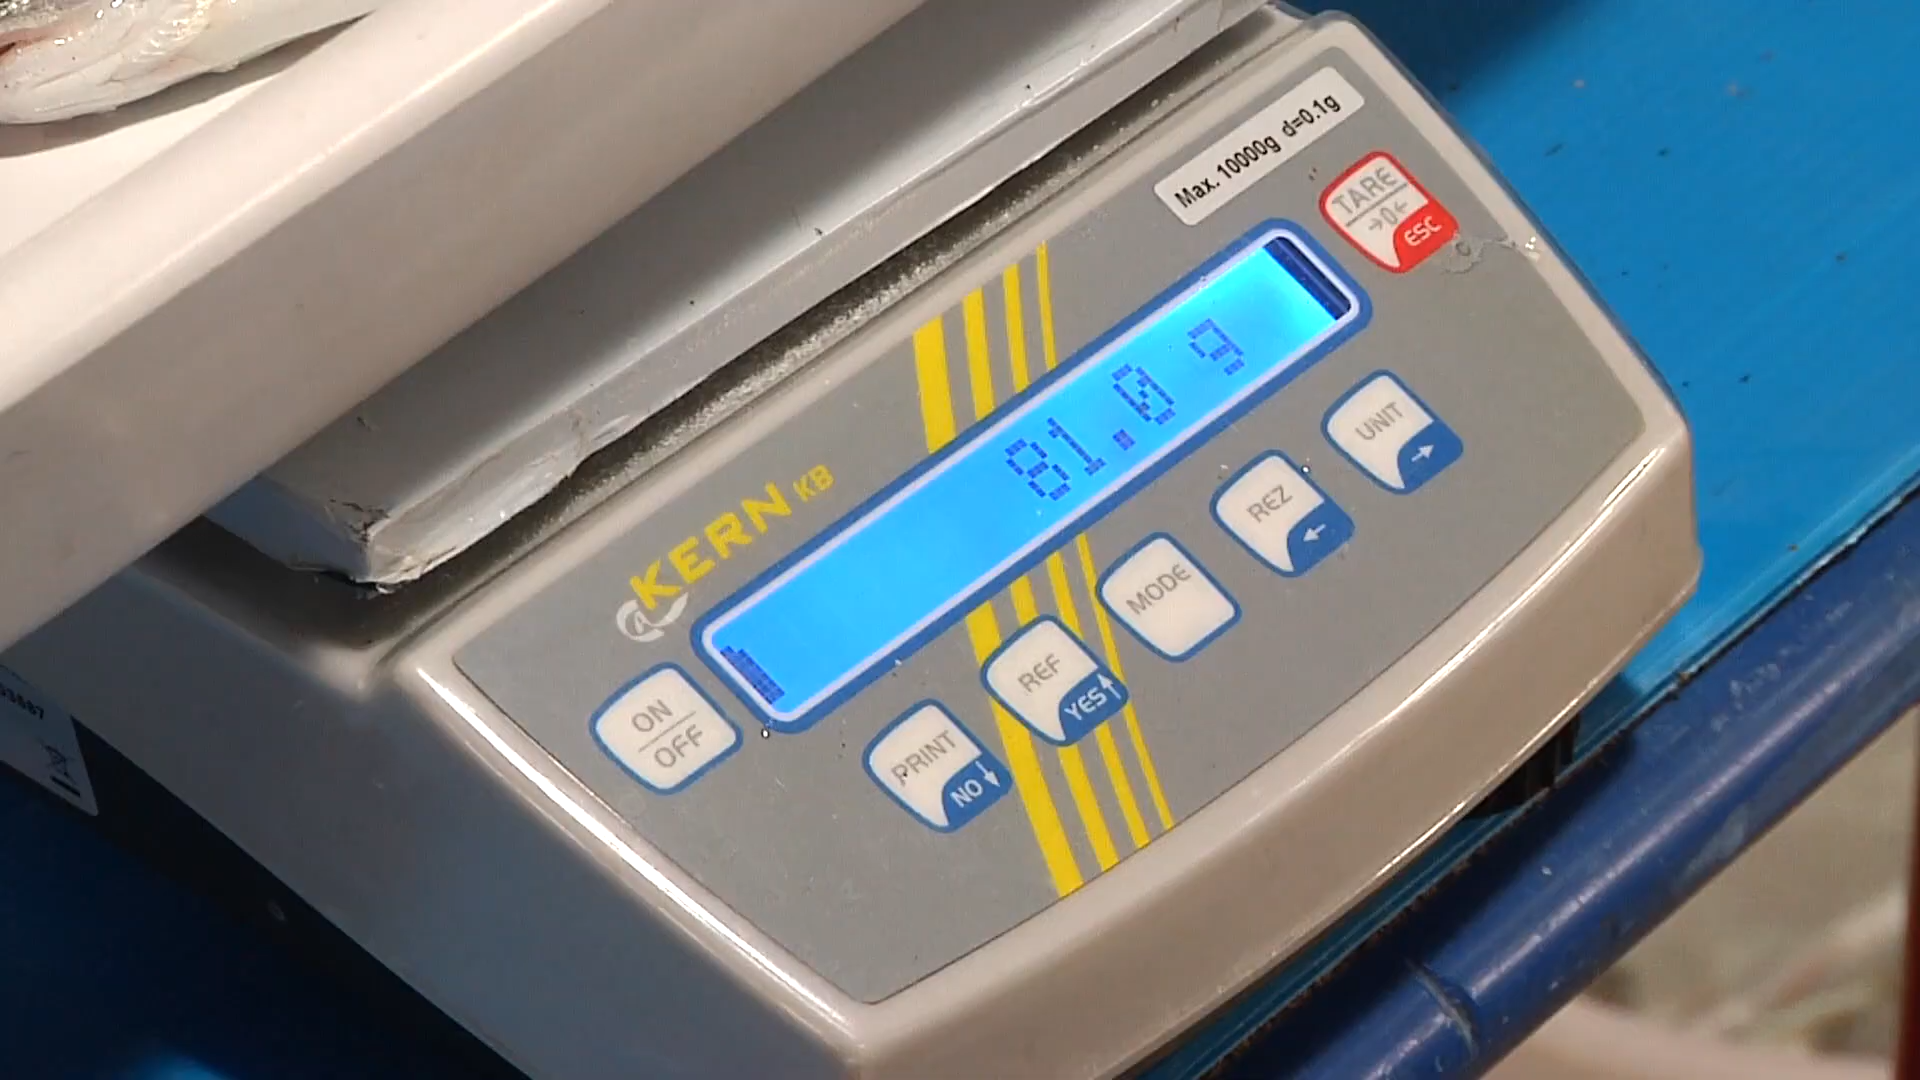 Max. 10000g d=0.1g
TARE
→0←
ESC
81.0 g
KERN KB
UNIT
→
REZ
←
MODE
REF
YES↑
PRINT
NO↓
ON
OFF